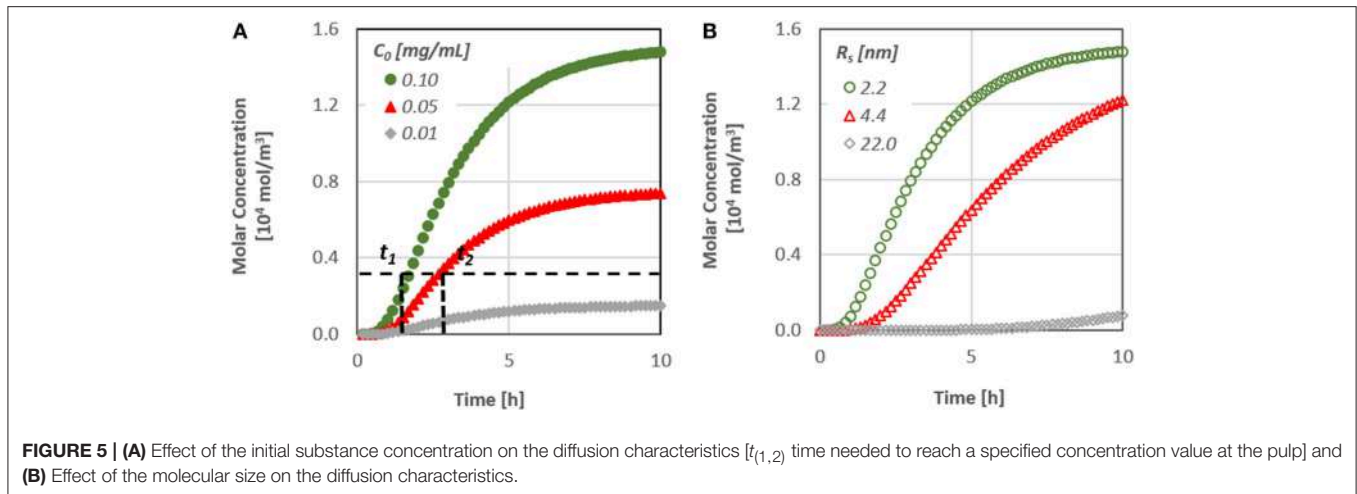 A
1.6
1.2
0.8
0.4
0.0
Molar Concentration
[10⁴ mol/m³]
C₀ [mg/mL]
0.10
0.05
0.01
t₁
t₂
0
5
10
Time [h]
B
1.6
1.2
0.8
0.4
0.0
Molar Concentration
[10⁴ mol/m³]
Rₛ [nm]
2.2
4.4
22.0
0
5
10
Time [h]
FIGURE 5 | (A) Effect of the initial substance concentration on the diffusion characteristics [t(1,2) time needed to reach a specified concentration value at the pulp] and
(B) Effect of the molecular size on the diffusion characteristics.